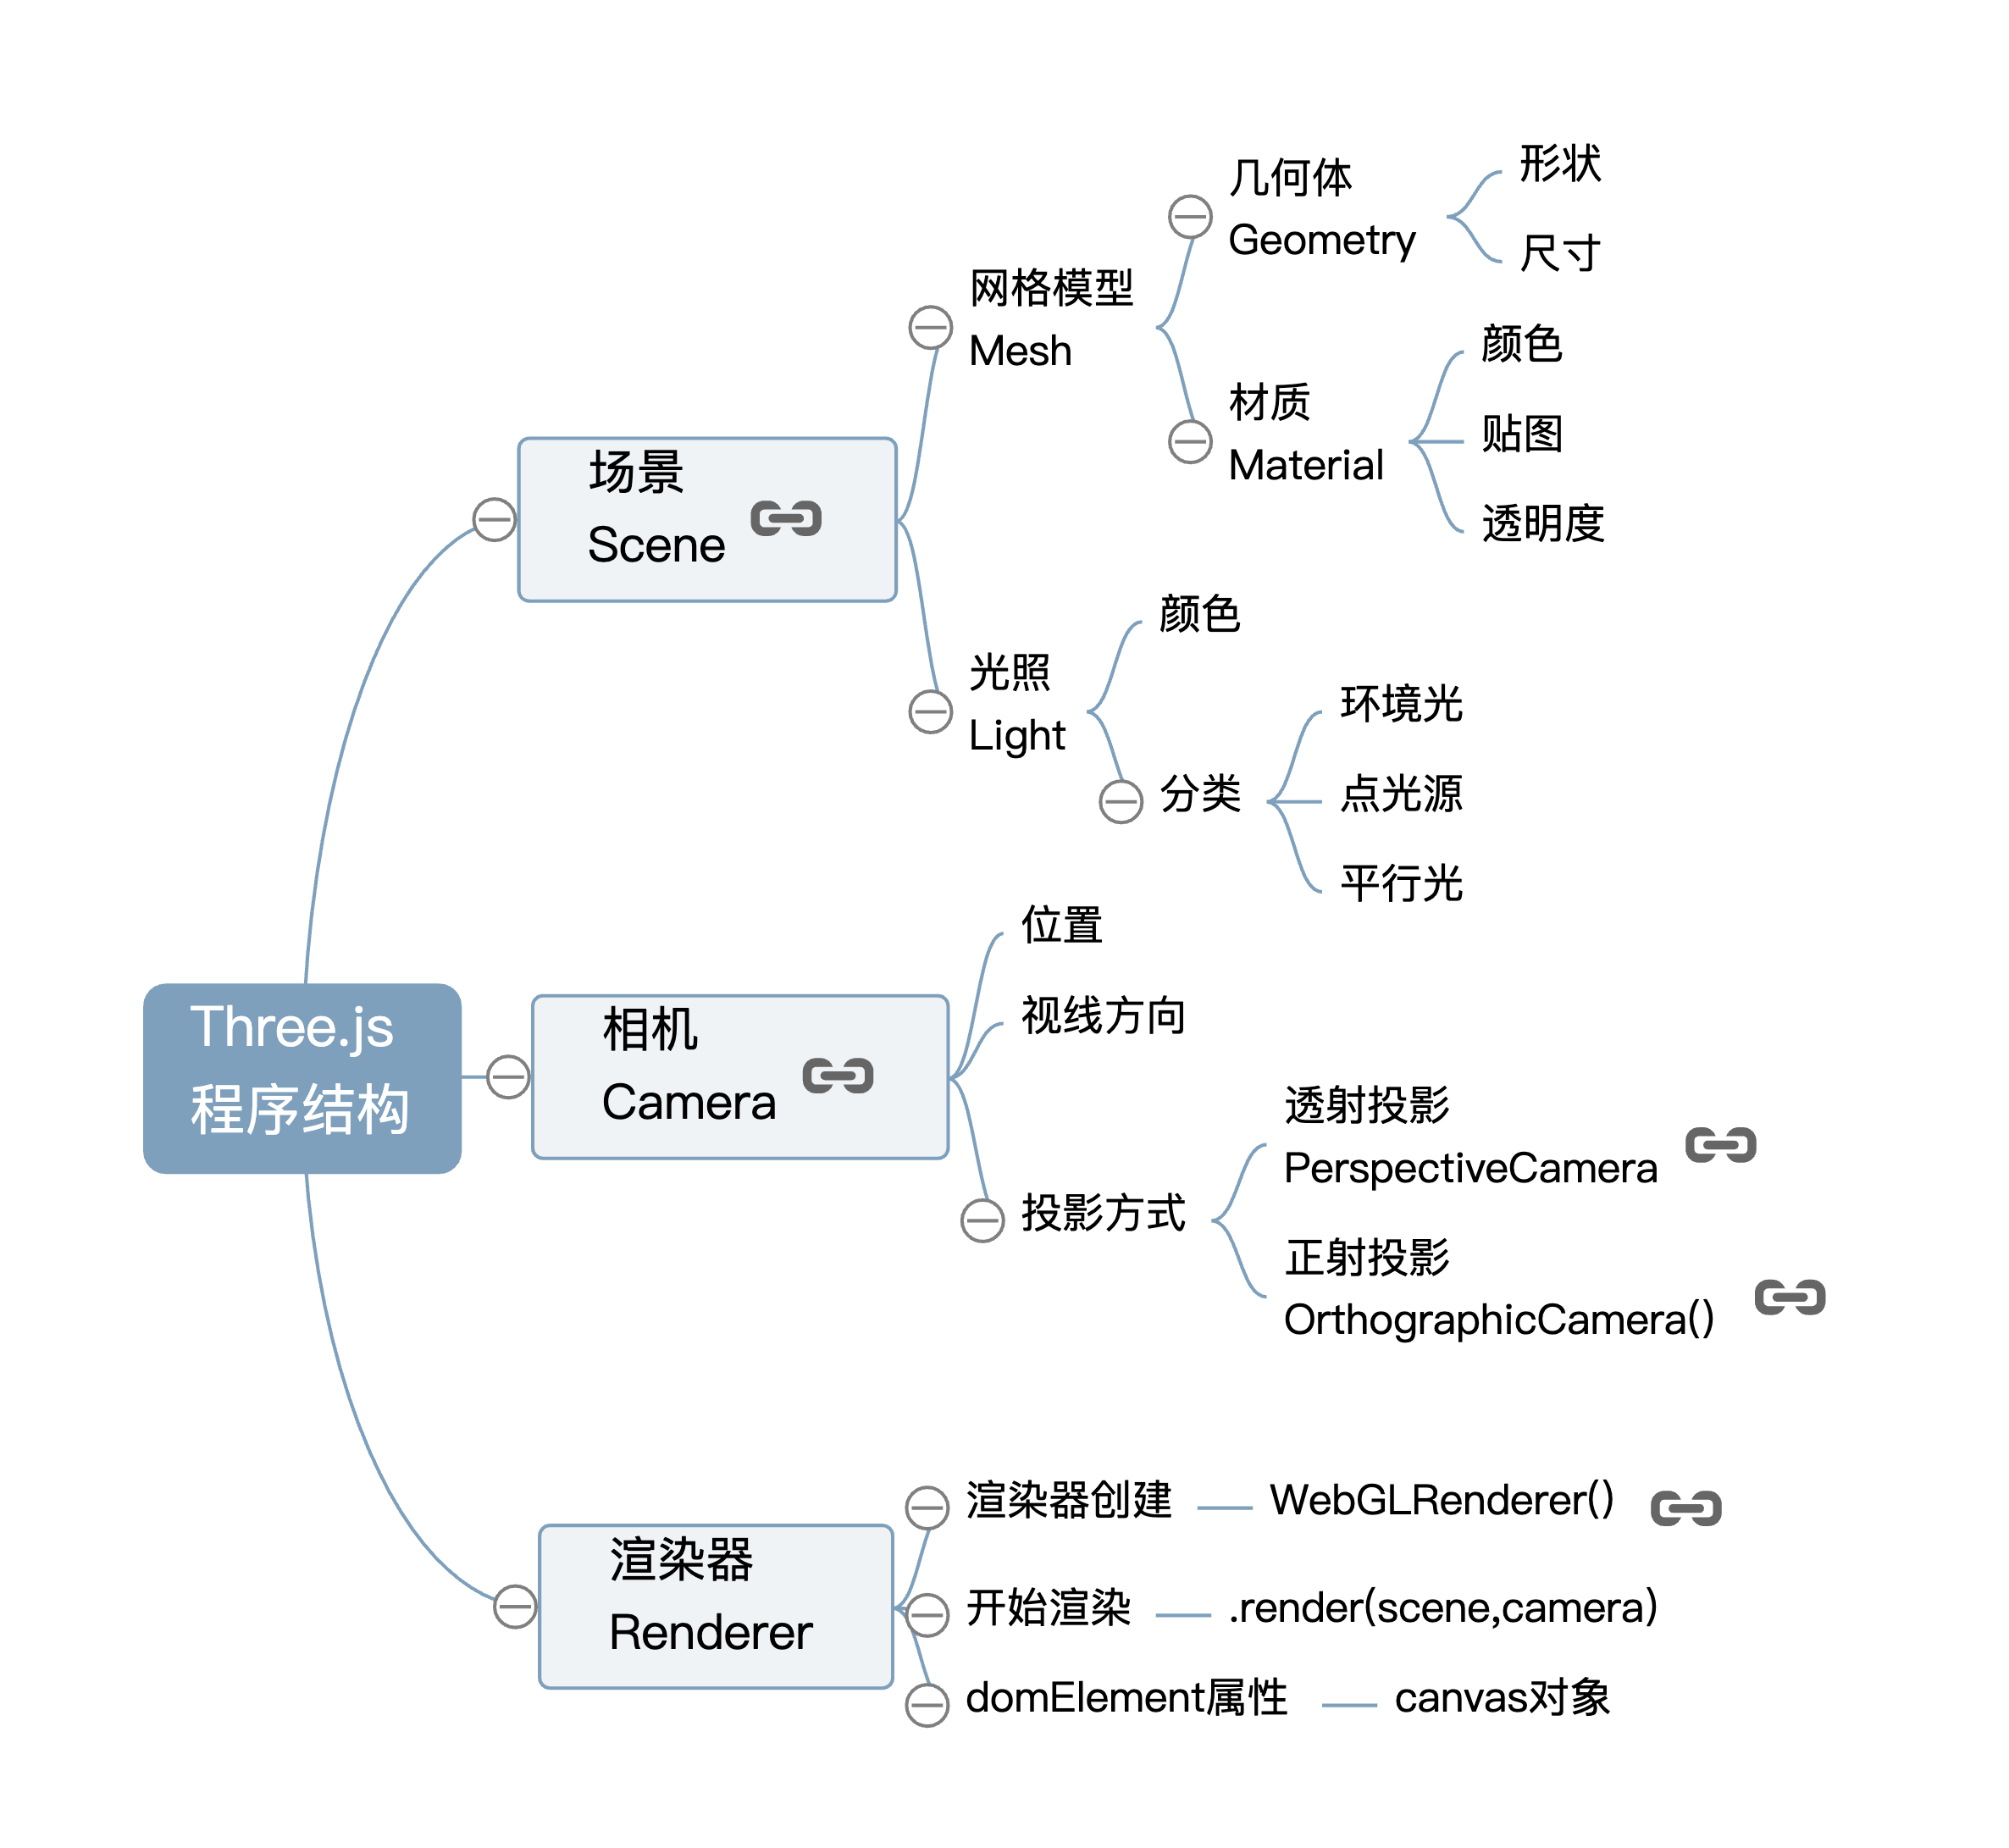 Three.js
程序结构
场景
Scene
网格模型
Mesh
几何体
Geometry
形状
尺寸
材质
Material
颜色
贴图
透明度
光照
Light
颜色
分类
环境光
点光源
平行光
相机
Camera
位置
视线方向
投影方式
透射投影
PerspectiveCamera
正射投影
OrthographicCamera()
渲染器
Renderer
渲染器创建
WebGLRenderer()
开始渲染
.render(scene,camera)
domElement属性
canvas对象